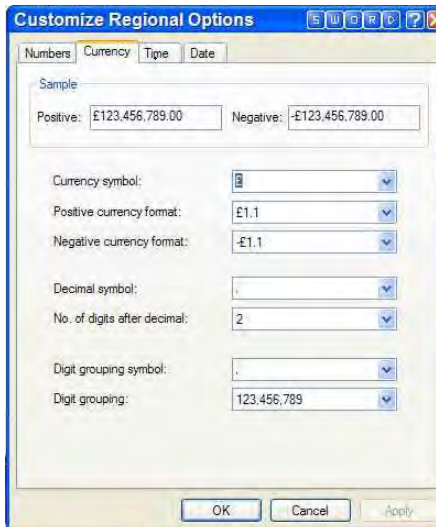 Customize Regional Options S W O R D ?
Numbers Currency Time Date
Sample
Positive: £123,456,789.00 Negative: -£123,456,789.00
Currency symbol: £
Positive currency format: £1.1
Negative currency format: -£1.1
Decimal symbol: .
No. of digits after decimal: 2
Digit grouping symbol: ,
Digit grouping: 123,456,789
OK Cancel Apply